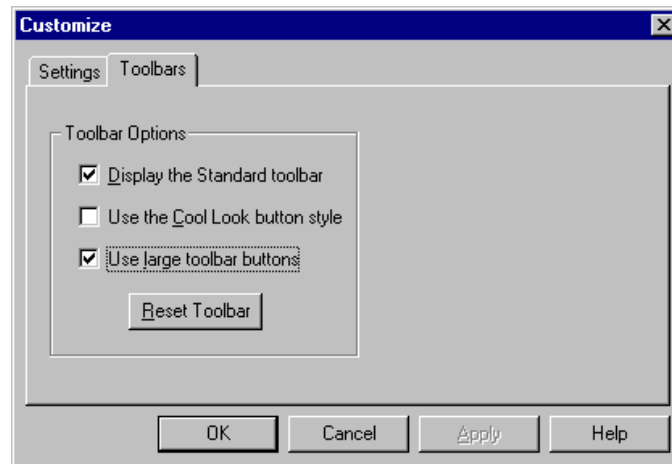 Customize
Settings Toolbars
Toolbar Options
Display the Standard toolbar
Use the Cool Look button style
Use large toolbar buttons
Reset Toolbar
OK Cancel Apply Help